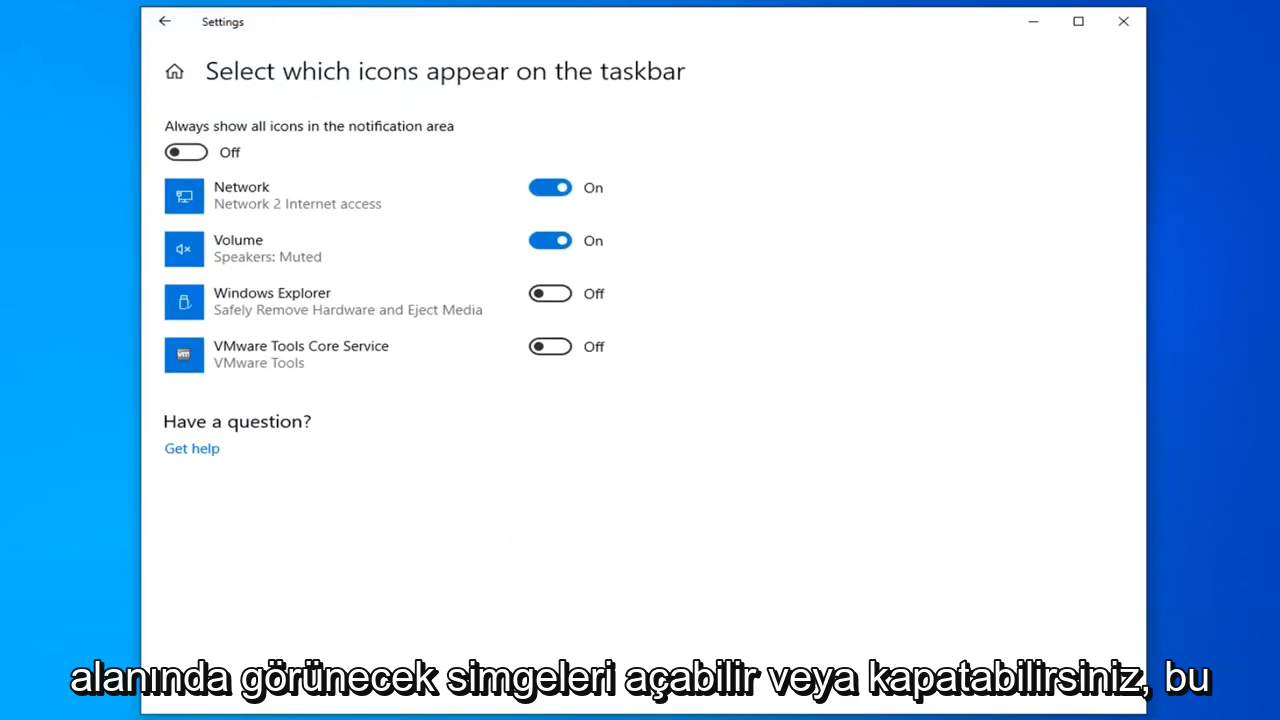 Settings
Select which icons appear on the taskbar
Always show all icons in the notification area
Off
Network
Network 2 Internet access
On
Volume
Speakers: Muted
On
Windows Explorer
Safely Remove Hardware and Eject Media
Off
VMware Tools Core Service
VMware Tools
Off
Have a question?
Get help
alanında görünecek simgeleri açabilir veya kapatabilirsiniz, bu